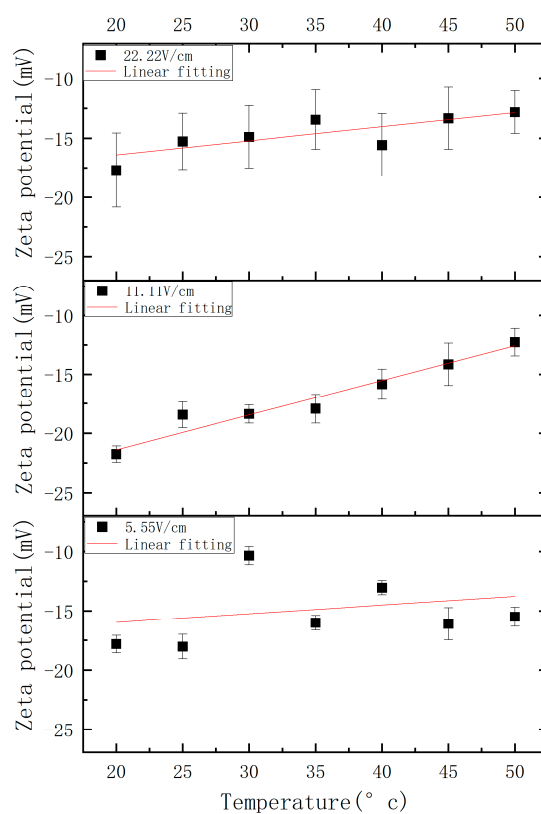 20 25 30 35 40 45 50
22.22V/cm
Linear fitting
Zeta potential(mV)
-10
-15
-20
-25
11.11V/cm
Linear fitting
Zeta potential(mV)
-10
-15
-20
-25
5.55V/cm
Linear fitting
Zeta potential(mV)
-10
-15
-20
25
20 25 30 35 40 45 50
Temperature(° c)